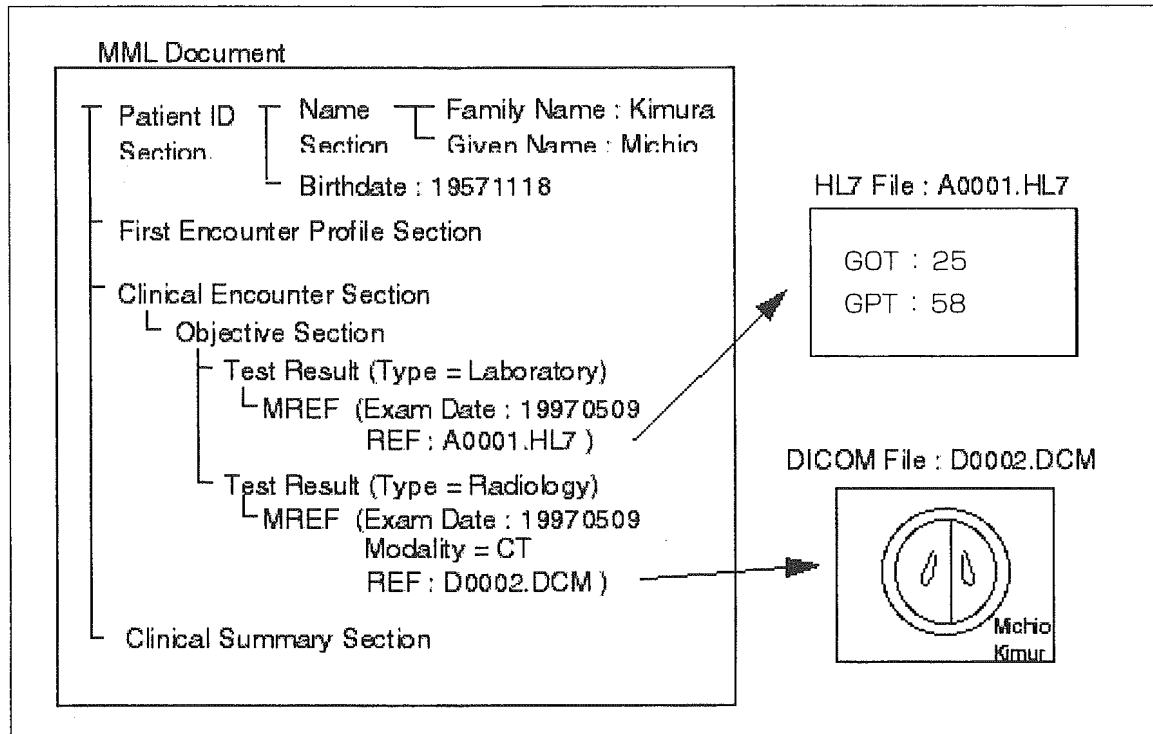 MML Document
Patient ID Section.
Name Section
Family Name : Kimura
Given Name : Michio
Birthdate : 19571118
First Encounter Profile Section
Clinical Encounter Section
Objective Section
Test Result (Type = Laboratory)
MREF (Exam Date : 19970509
REF : A0001.HL7 )
Test Result (Type = Radiology)
MREF (Exam Date : 19970509
Modality = CT
REF : D0002.DCM )
Clinical Summary Section
HL7 File : A0001.HL7
GOT : 25
GPT : 58
DICOM File : D0002.DCM
Michio
Kimur